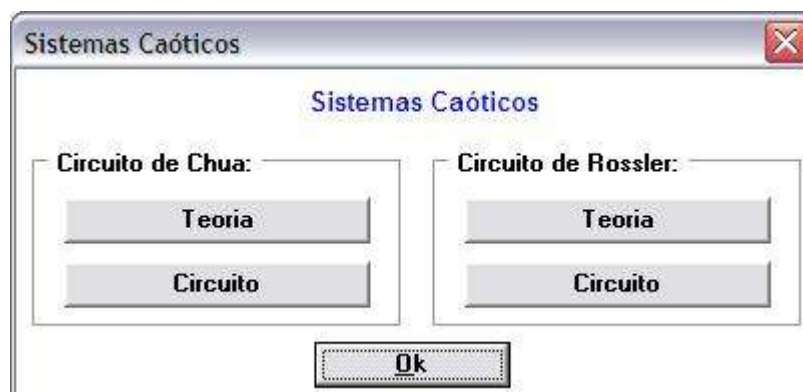 Sistemas Caóticos
Sistemas Caóticos
Circuito de Chua:
Teoria
Circuito
Circuito de Rossler:
Teoria
Circuito
Ok